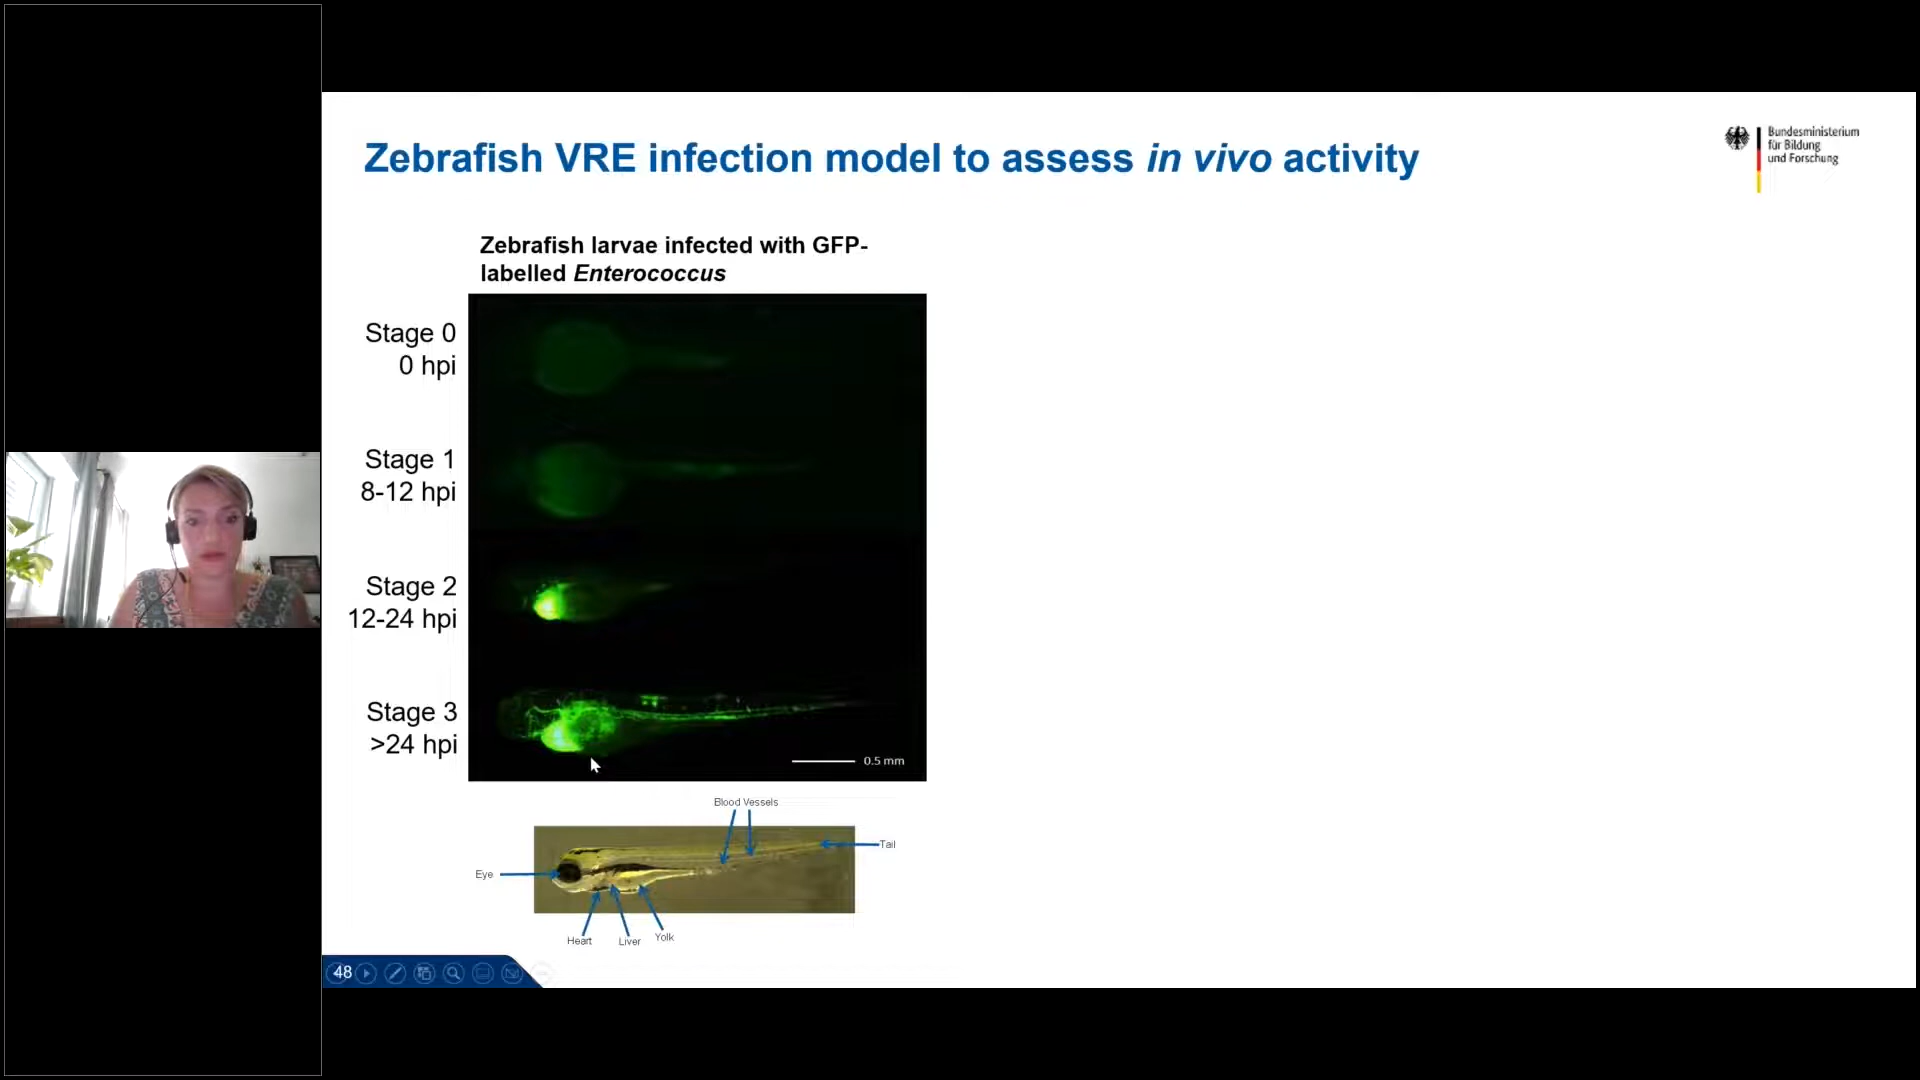 Zebrafish VRE infection model to assess in vivo activity
Bundesministerium
für Bildung
und Forschung
Zebrafish larvae infected with GFP-
labelled Enterococcus
Stage 0
0 hpi
Stage 1
8-12 hpi
Stage 2
12-24 hpi
Stage 3
>24 hpi
0.5 mm
Blood Vessels
Tail
Eye
Heart
Liver
Yolk
48